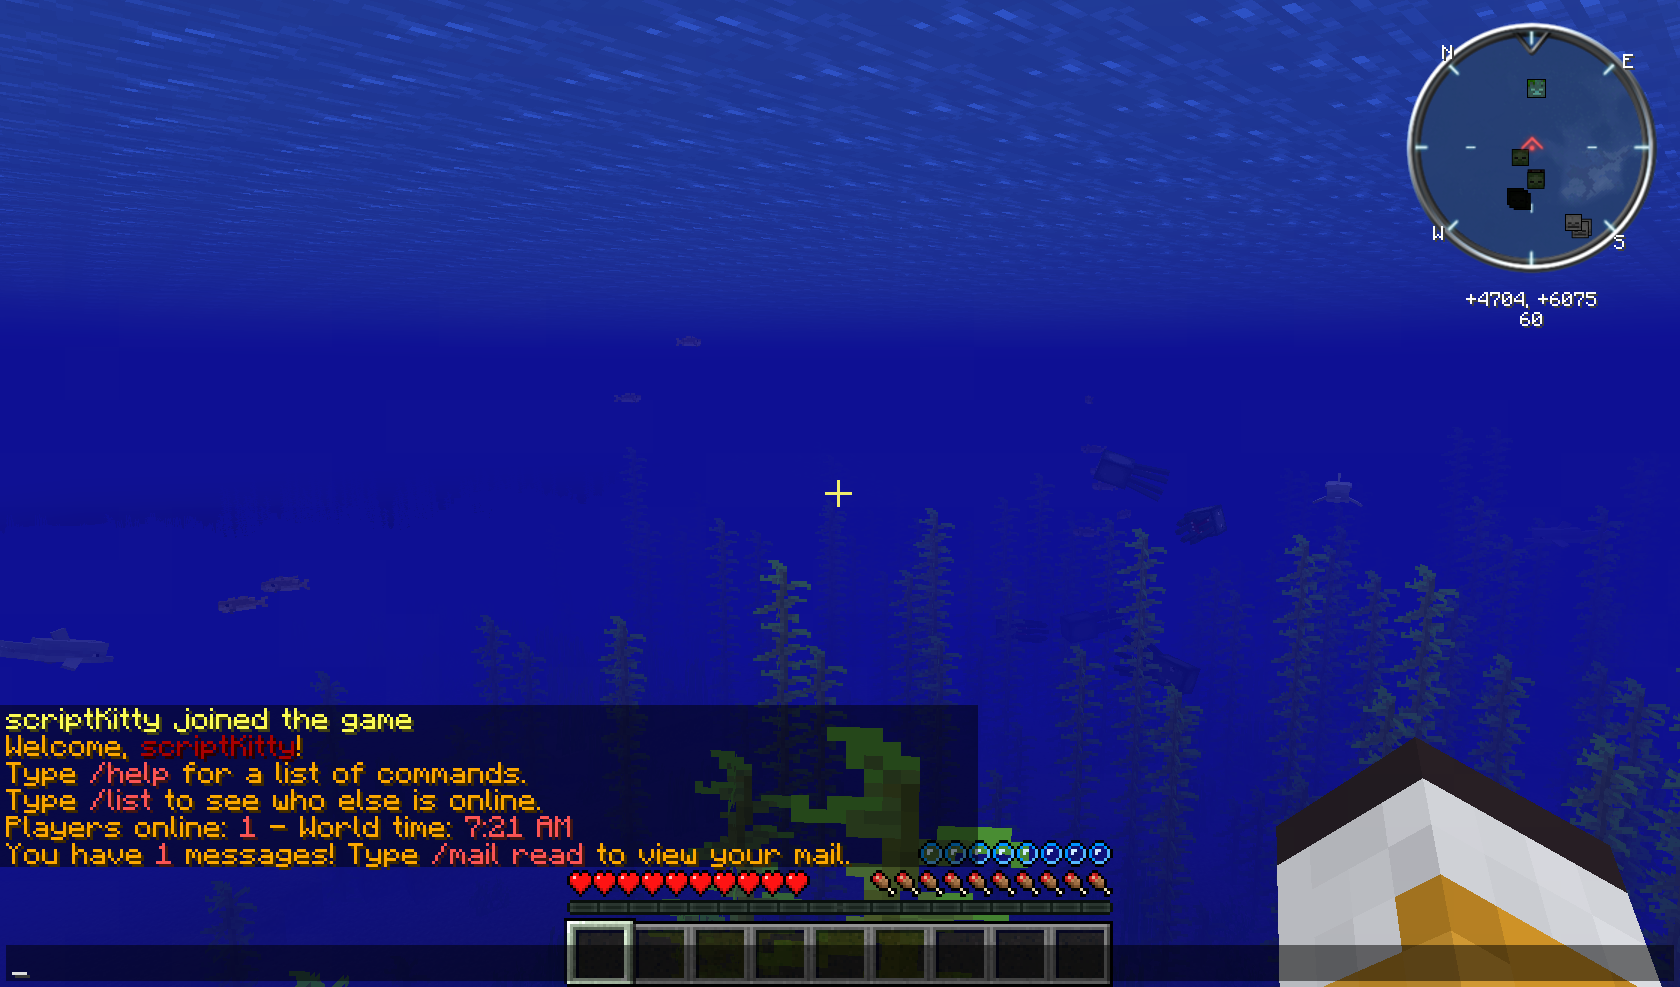 N
E
W
S
+4704, +6075
60
scriptKitty joined the game
Welcome, scriptKitty!
Type /help for a list of commands.
Type /list to see who else is online.
Players online: 1 - World time: 7:21 AM
You have 1 messages! Type /mail read to view your mail.
_